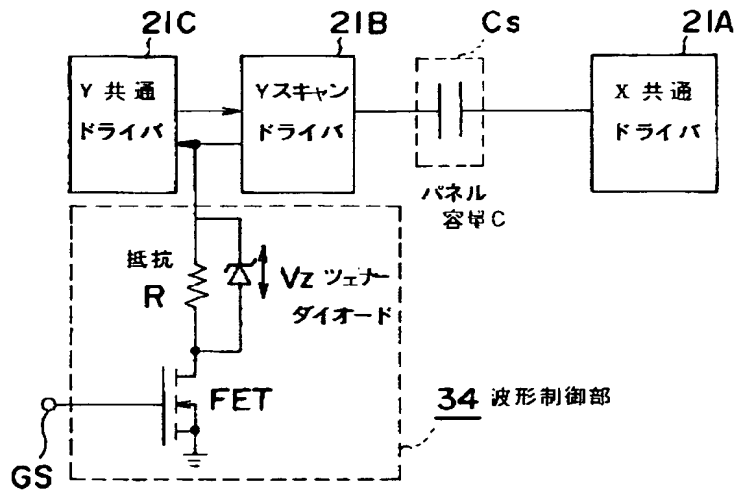 21C
21B
Cs
21A
Y 共通
ドライバ
Yスキャン
ドライバ
X 共通
ドライバ
パネル
容量C
抵抗
R
Vz ツェナー
ダイオード
FET
34 波形制御部
GS